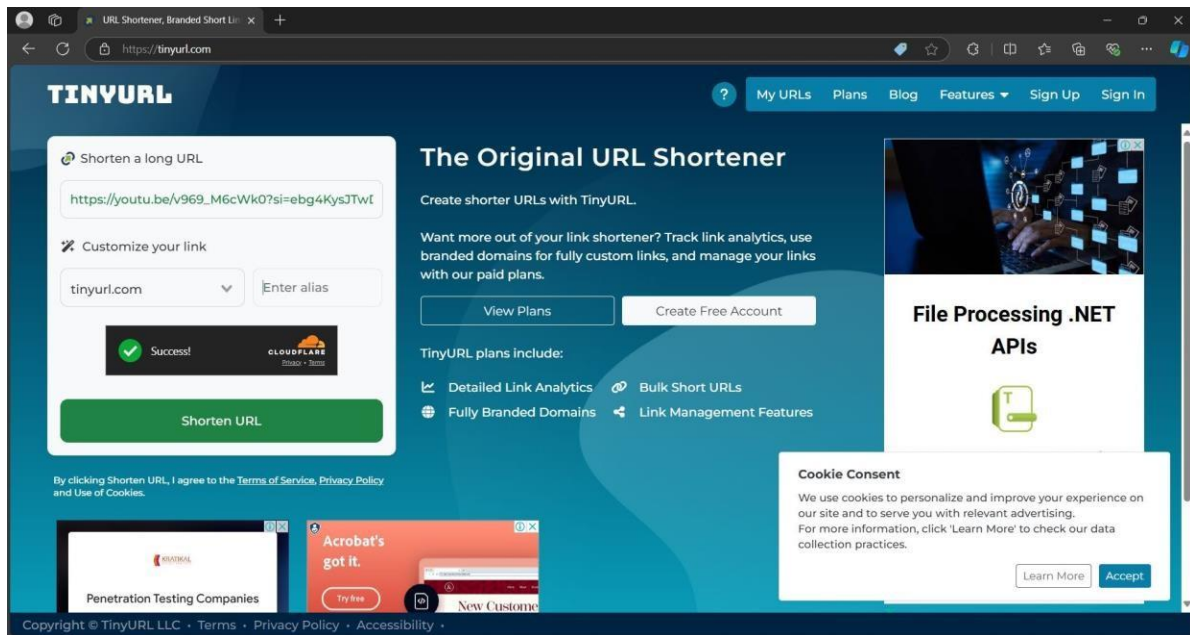 URL Shortener, Branded Short Lin
https://tinyurl.com
TINYURL
?
My URLs Plans Blog Features Sign Up Sign In
Shorten a long URL
https://youtu.be/v969_M6cWk0?si=ebg4KysJTwD
Customize your link
tinyurl.com
Enter alias
Success!
CLOUDFLARE
Privacy • Terms
Shorten URL
By clicking Shorten URL, I agree to the Terms of Service, Privacy Policy
and Use of Cookies.
The Original URL Shortener
Create shorter URLs with TinyURL.
Want more out of your link shortener? Track link analytics, use
branded domains for fully custom links, and manage your links
with our paid plans.
View Plans
Create Free Account
TinyURL plans include:
Detailed Link Analytics
Bulk Short URLs
Fully Branded Domains
Link Management Features
File Processing .NET
APIs
T
Cookie Consent
We use cookies to personalize and improve your experience on
our site and to serve you with relevant advertising.
For more information, click 'Learn More' to check our data
collection practices.
Learn More
Accept
KRATIKAL
Penetration Testing Companies
Acrobat's
got it.
Try free
New Custome
Copyright © TinyURL LLC • Terms • Privacy Policy • Accessibility •